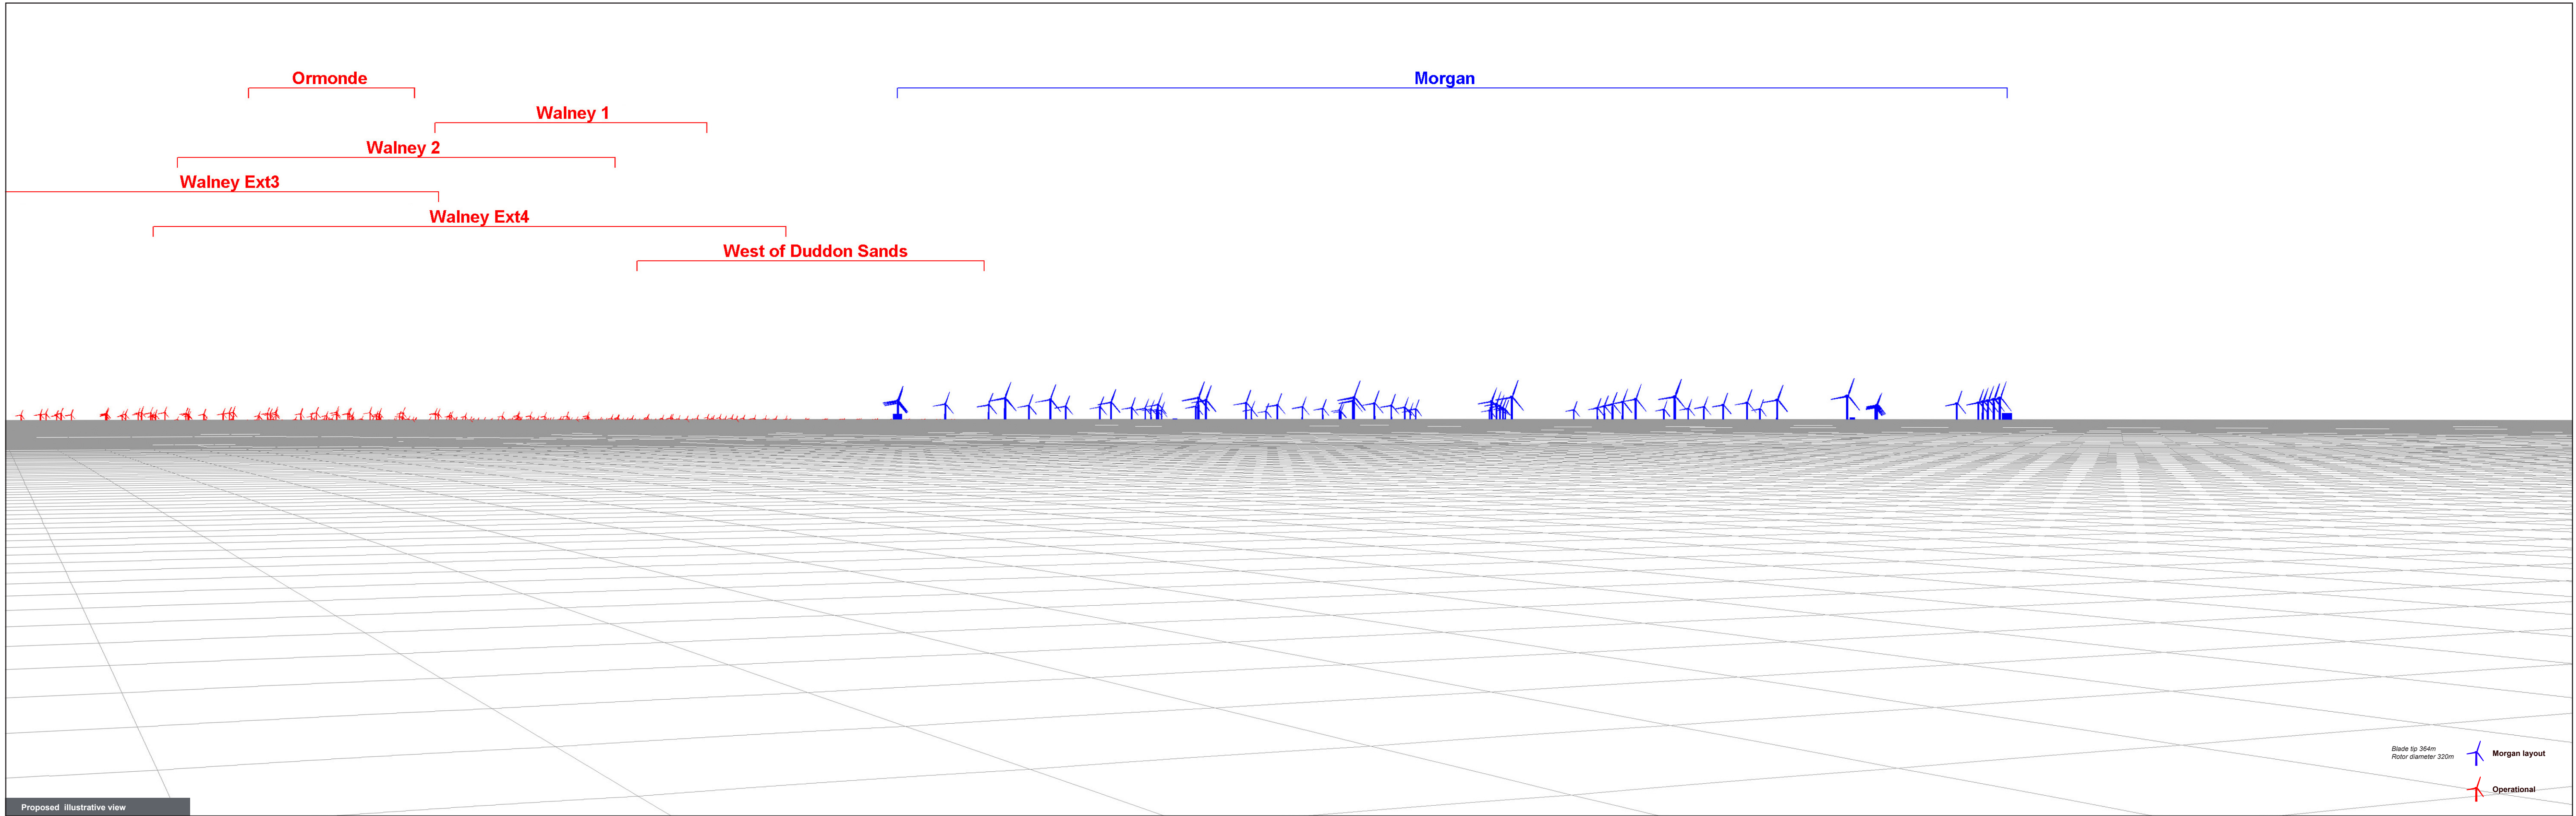 Ormonde
Morgan
Walney 1
Walney 2
Walney Ext3
Walney Ext4
West of Duddon Sands
Blade tip 364m
Rotor diameter 320m
Morgan layout
Operational
Proposed illustrative view